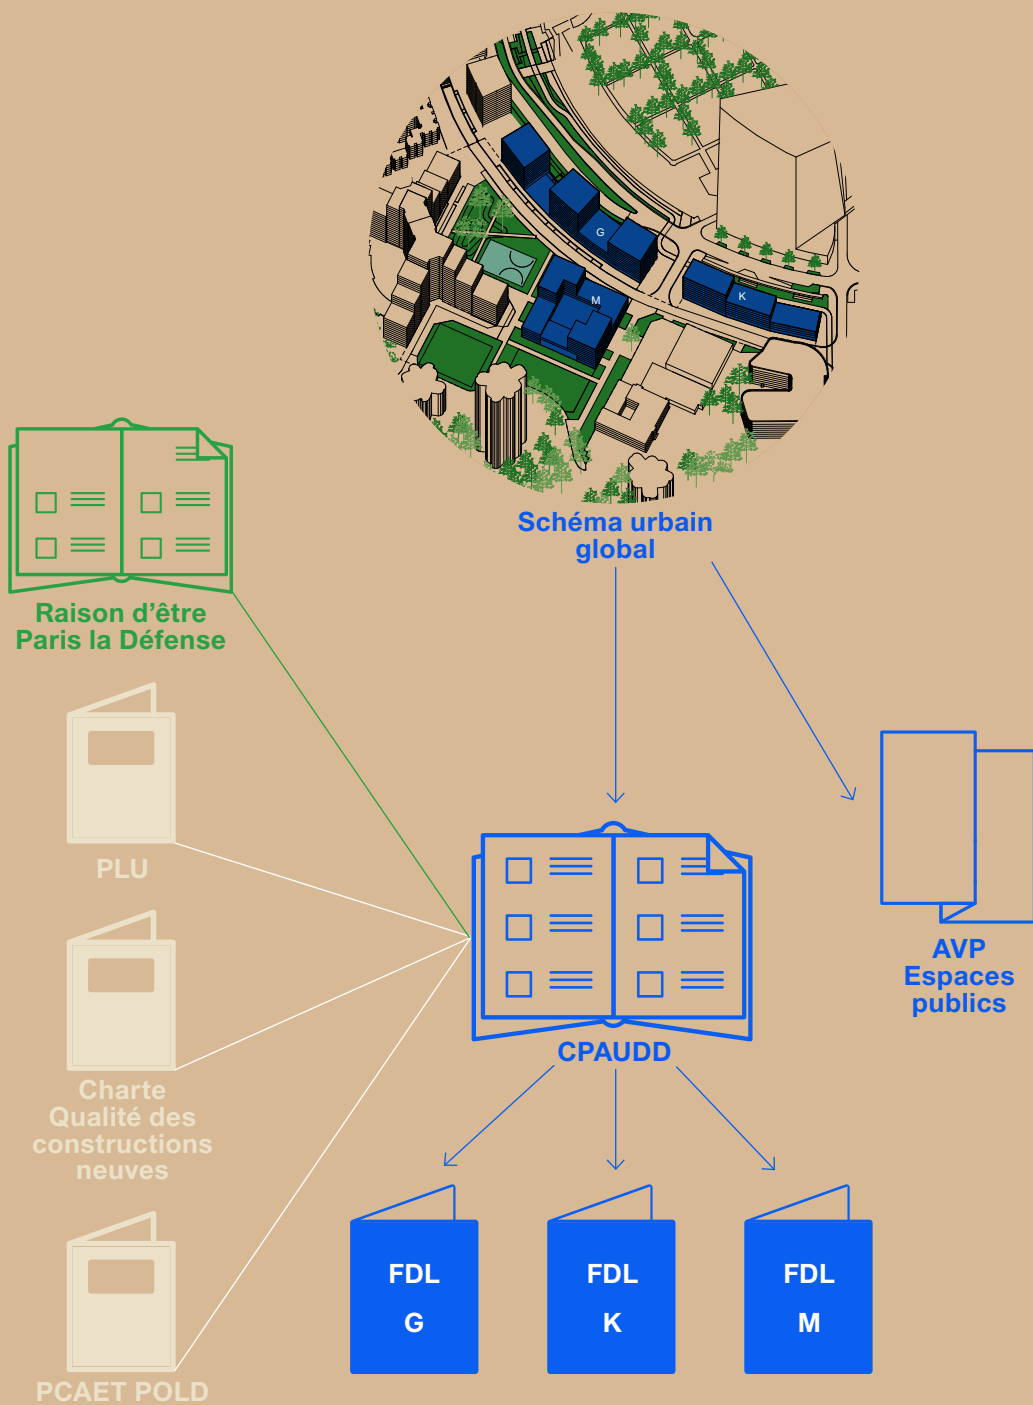 G
K
M
Schéma urbain
global
Raison d'être
Paris la Défense
PLU
AVP
Espaces
publics
CPAUDD
Charte
Qualité des
constructions
neuves
FDL
G
FDL
K
FDL
M
PCAET POLD